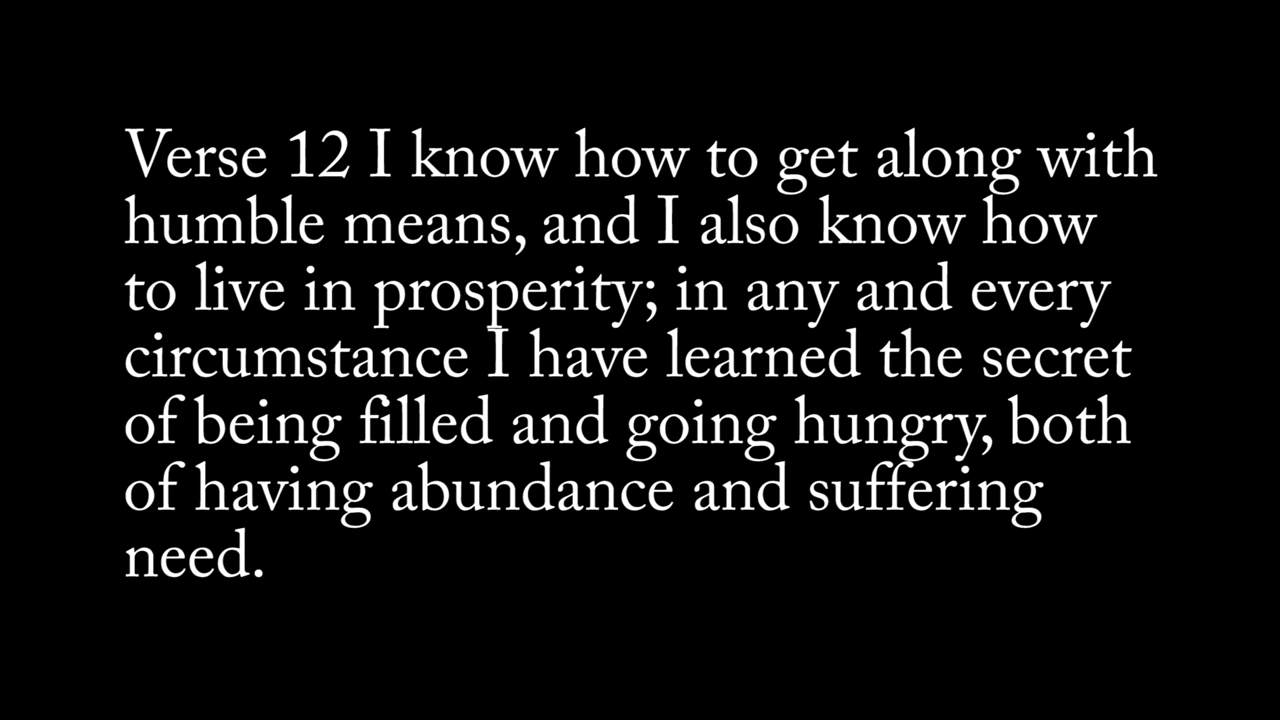 Verse 12 I know how to get along with
humble means, and I also know how
to live in prosperity; in any and every
circumstance I have learned the secret
of being filled and going hungry, both
of having abundance and suffering
need.